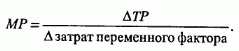 MP = ΔTP / Δ затрат переменного фактора.